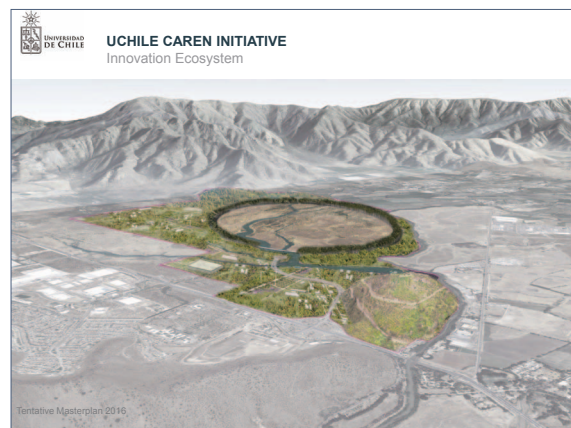 UNIVERSIDAD
DE CHILE
UCHILE CAREN INITIATIVE
Innovation Ecosystem
Tentative Masterplan 2016